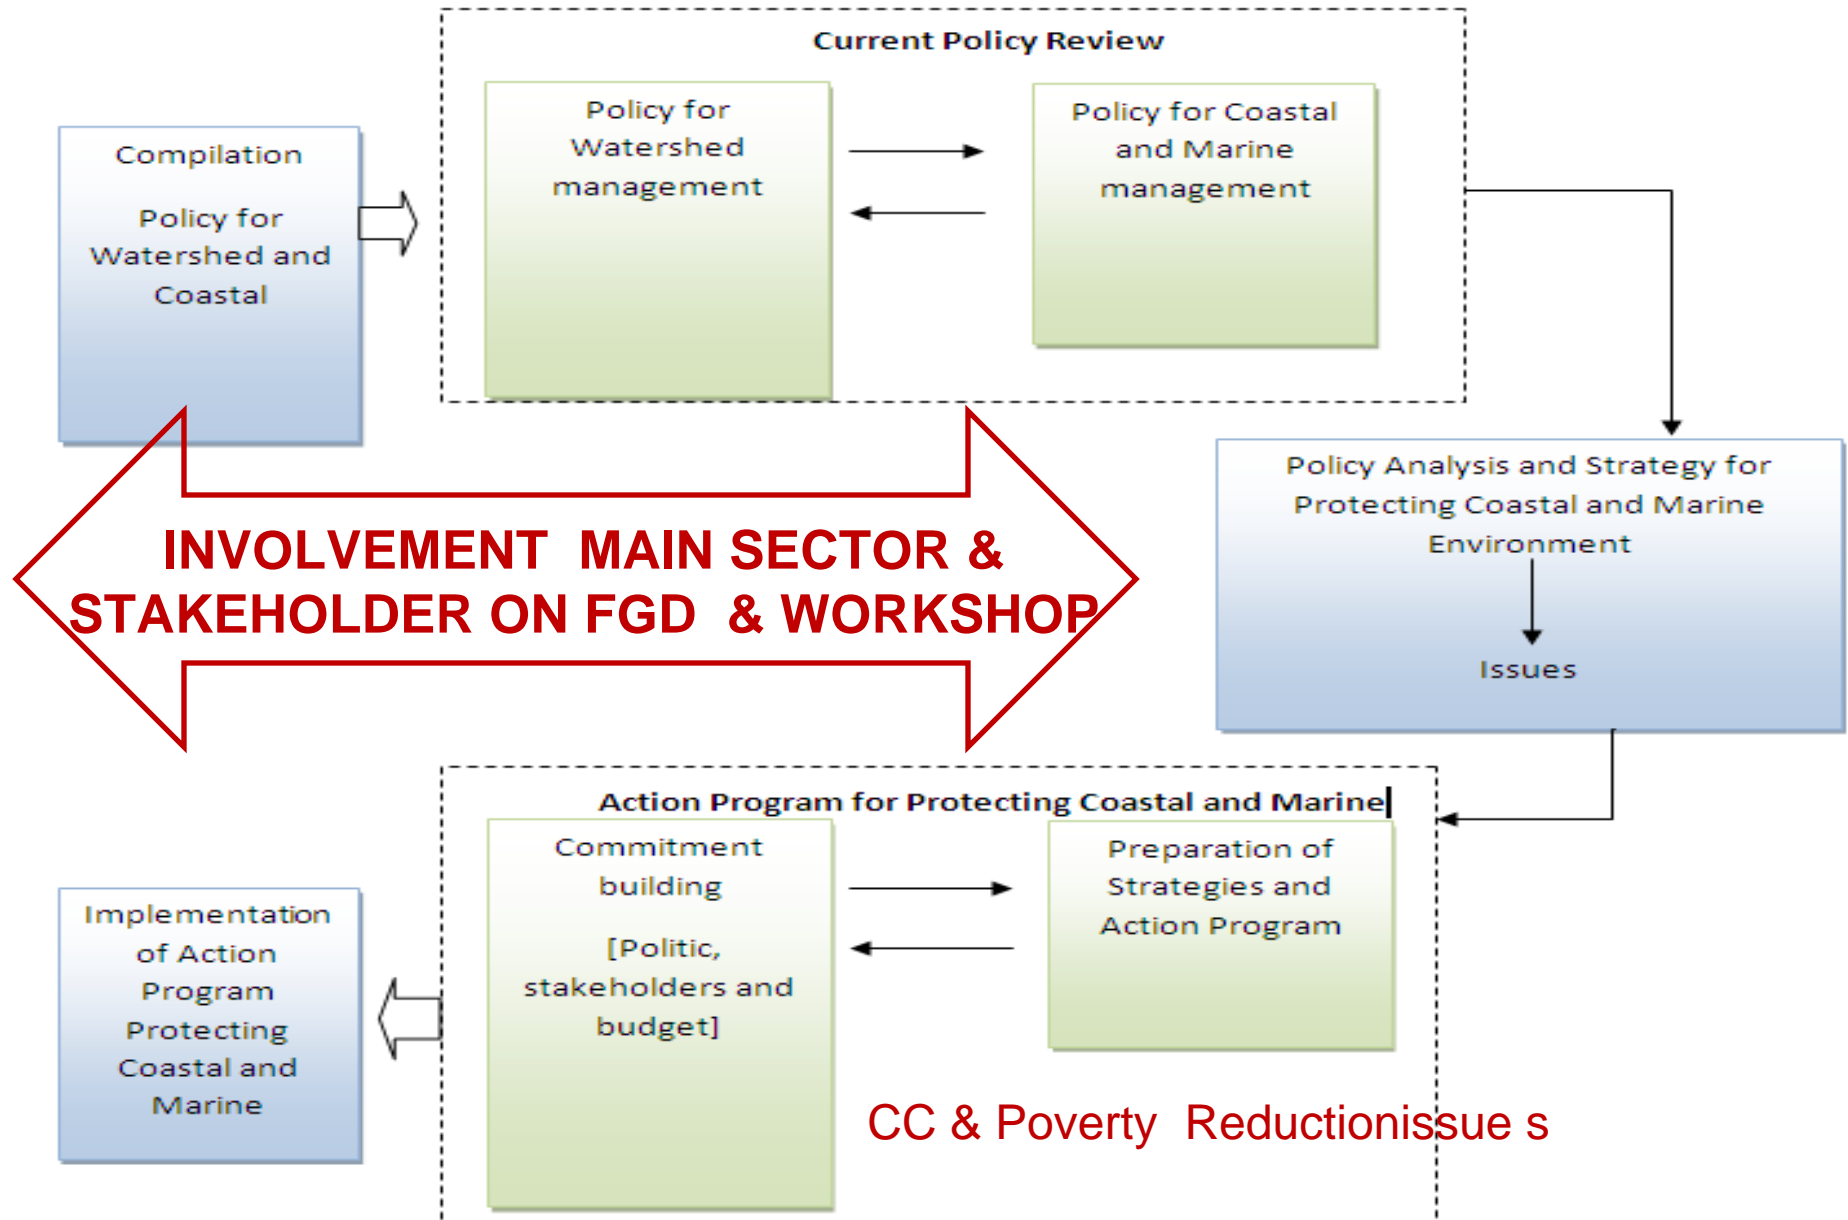 Current Policy Review
Compilation
Policy for
Watershed and
Coastal
Policy for
Watershed
management
Policy for Coastal
and Marine
management
Policy Analysis and Strategy for
Protecting Coastal and Marine
Environment
Issues
INVOLVEMENT  MAIN SECTOR &
STAKEHOLDER ON FGD  & WORKSHOP
Action Program for Protecting Coastal and Marine
Commitment
building
[Politic,
stakeholders and
budget]
Preparation of
Strategies and
Action Program
Implementation
of Action
Program
Protecting
Coastal and
Marine
CC & Poverty  Reductionissue s